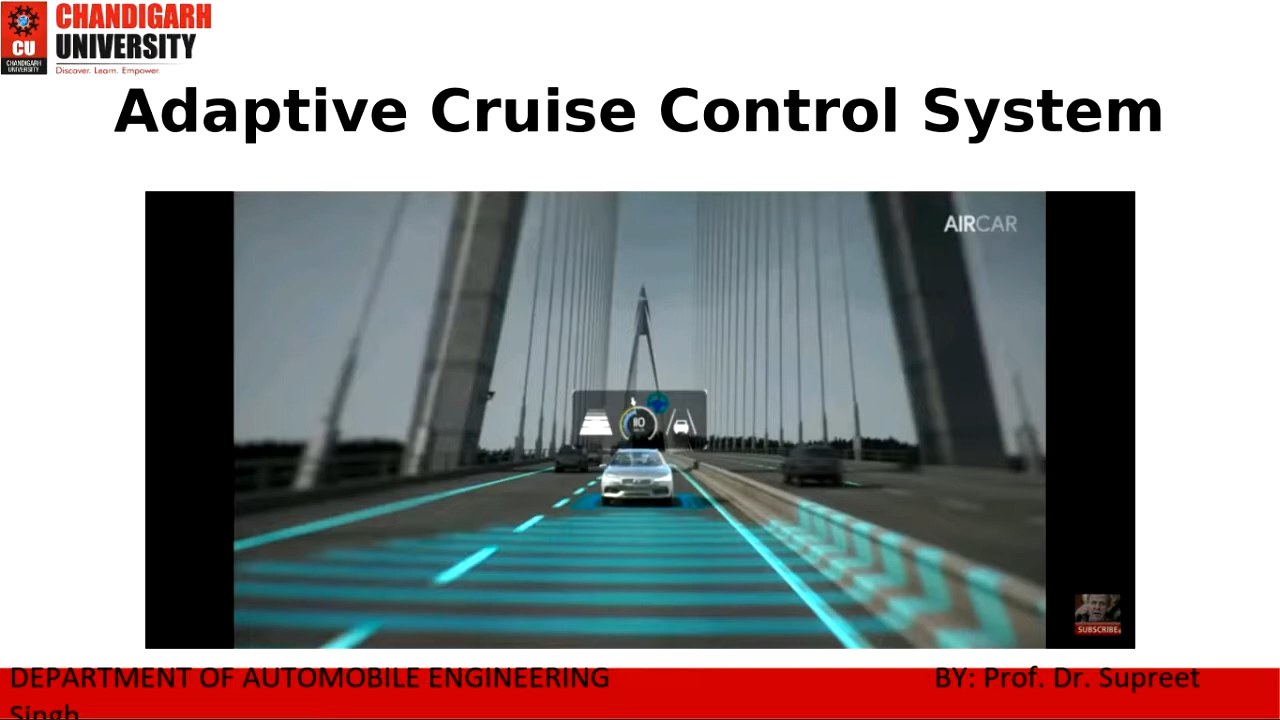 CHANDIGARH
UNIVERSITY
Discover. Learn. Empower.
CU
CHANDIGARH
UNIVERSITY
Adaptive Cruise Control System
AIRCAR
110
SUBSCRIBE
DEPARTMENT OF AUTOMOBILE ENGINEERING BY: Prof. Dr. Supreet
Singh